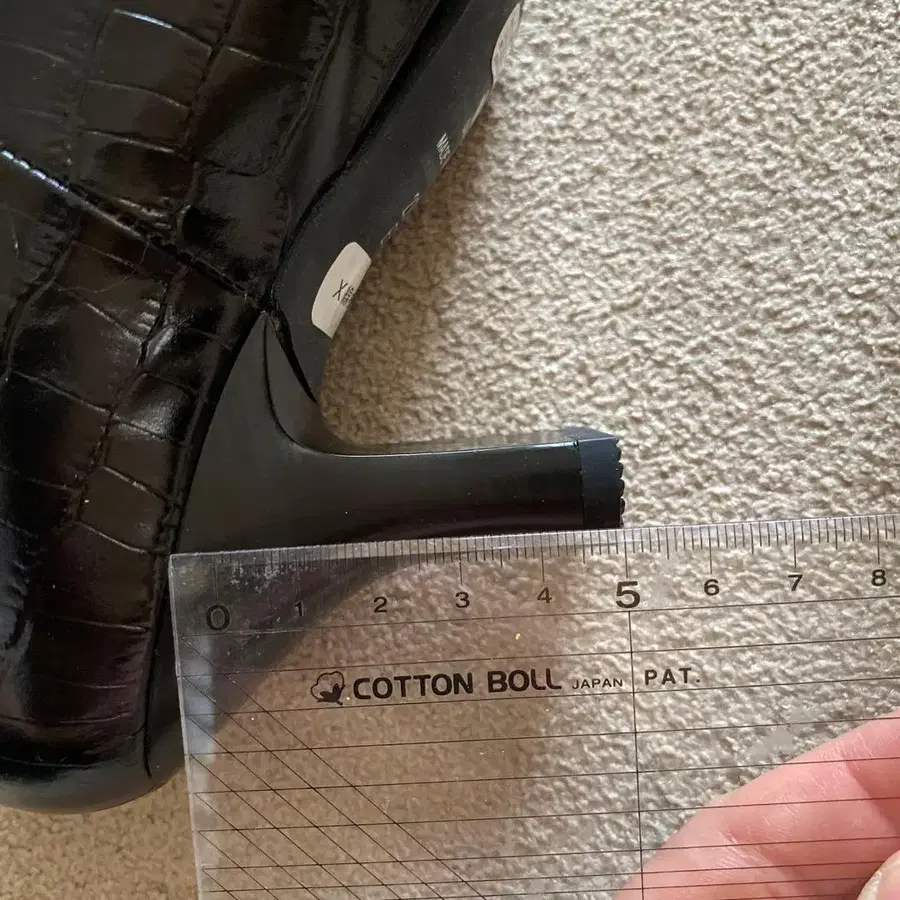 X
0 1 2 3 4 5 6 7 8
COTTON BOLL JAPAN PAT.